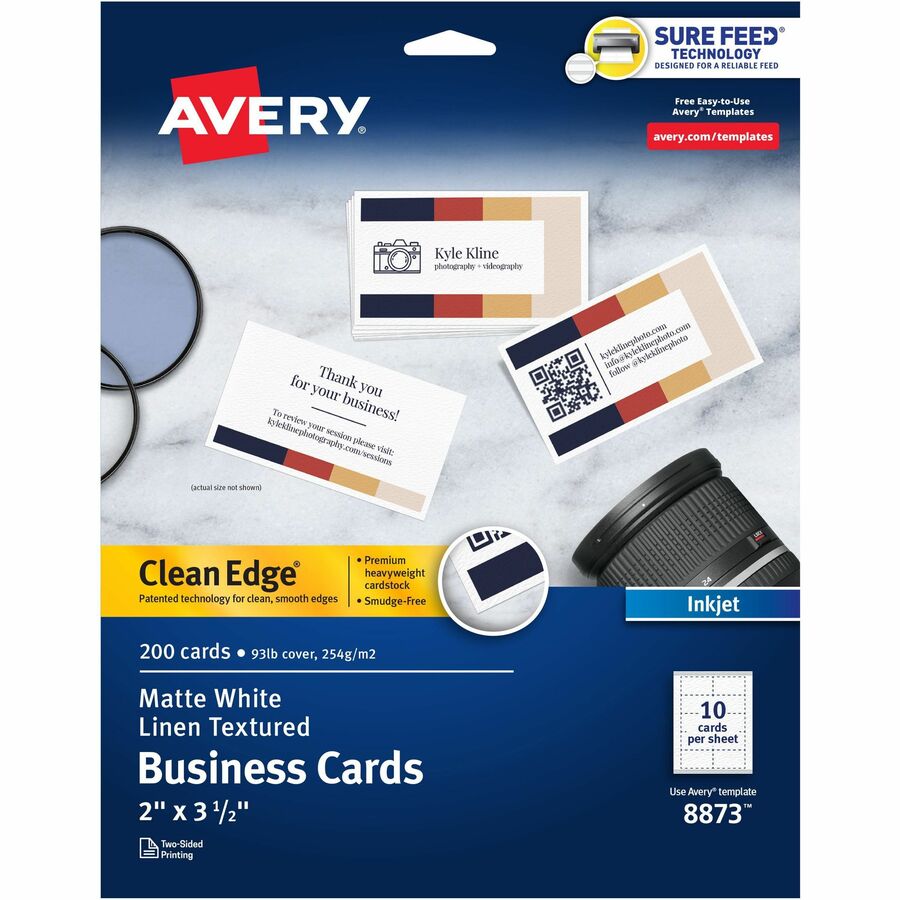 SURE FEED®
TECHNOLOGY
DESIGNED FOR A RELIABLE FEED
AVERY®
Free Easy-to-Use
Avery® Templates
avery.com/templates
Kyle Kline
photography + videography
kyleklinephoto.com
info@kyleklinephoto.com
follow @kyleklinephoto
Thank you
for your business!
To review your session please visit:
kyleklinephotography.com/sessions
(actual size not shown)
24
Clean Edge®
Patented technology for clean, smooth edges
• Premium
heavyweight
cardstock
• Smudge-Free
Inkjet
200 cards • 93lb cover, 254g/m2
Matte White
Linen Textured
Business Cards
2" x 3 1/2"
Two-Sided
Printing
10
cards
per sheet
Use Avery® template
8873™